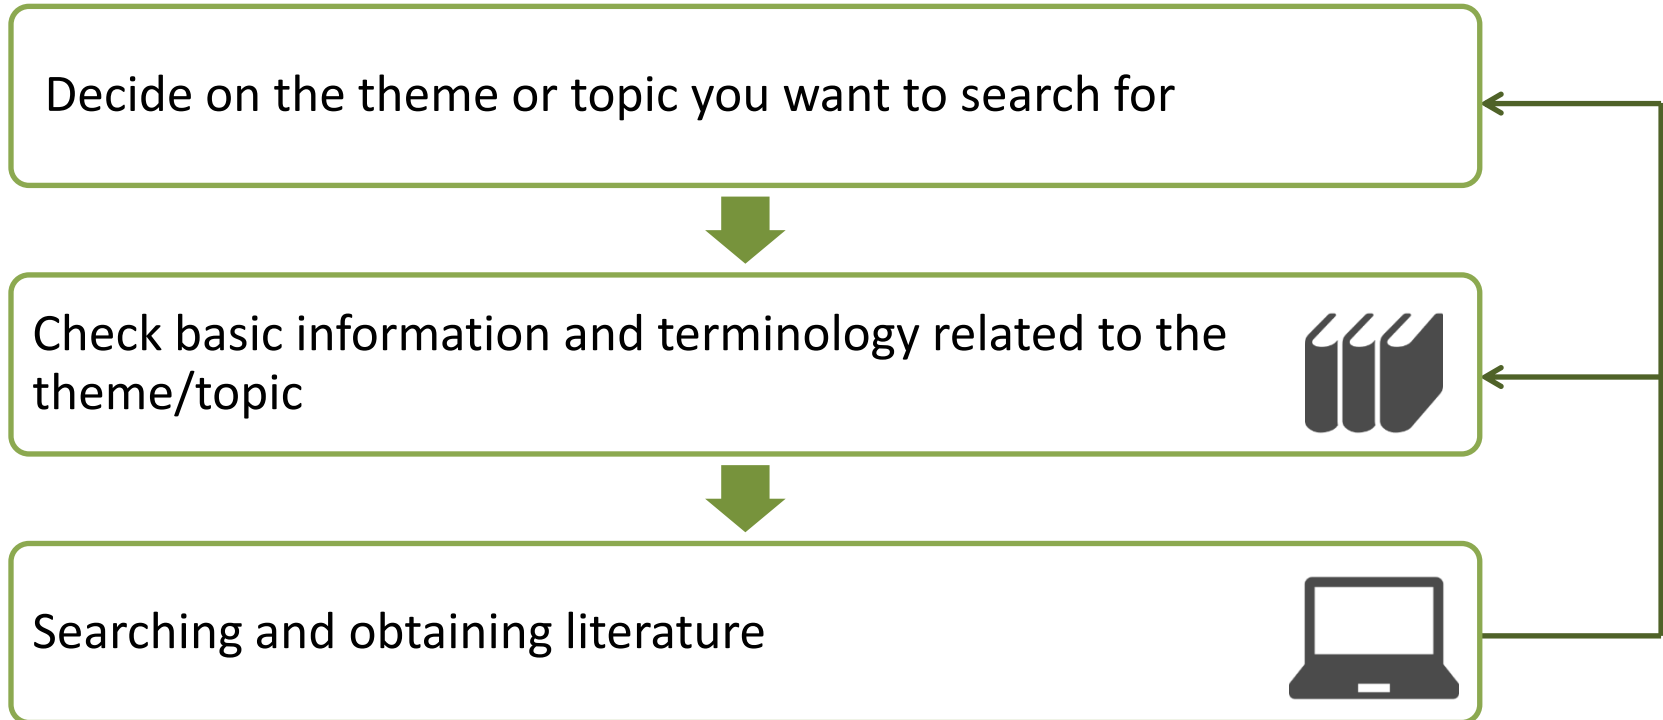 Decide on the theme or topic you want to search for
Check basic information and terminology related to the
theme/topic
Searching and obtaining literature